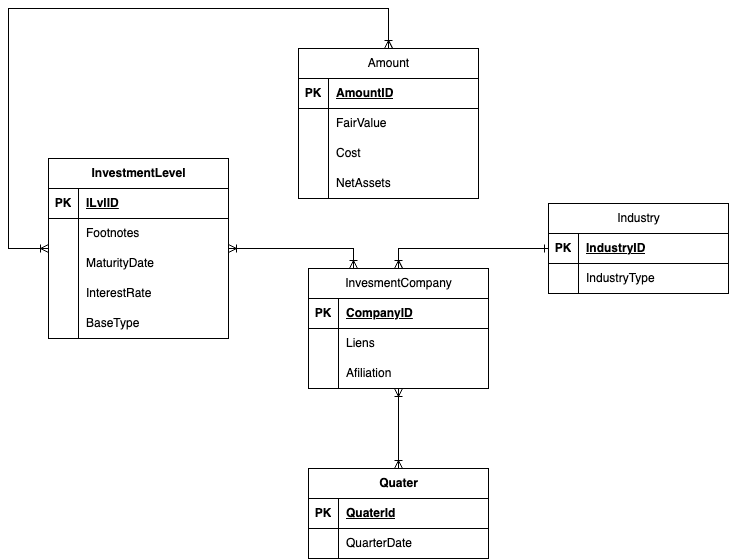 Amount
PK AmountID
FairValue
Cost
NetAssets
InvestmentLevel
PK ILvlID
Footnotes
MaturityDate
InterestRate
BaseType
Industry
PK IndustryID
IndustryType
InvesmentCompany
PK CompanyID
Liens
Afiliation
Quater
PK QuaterId
QuarterDate